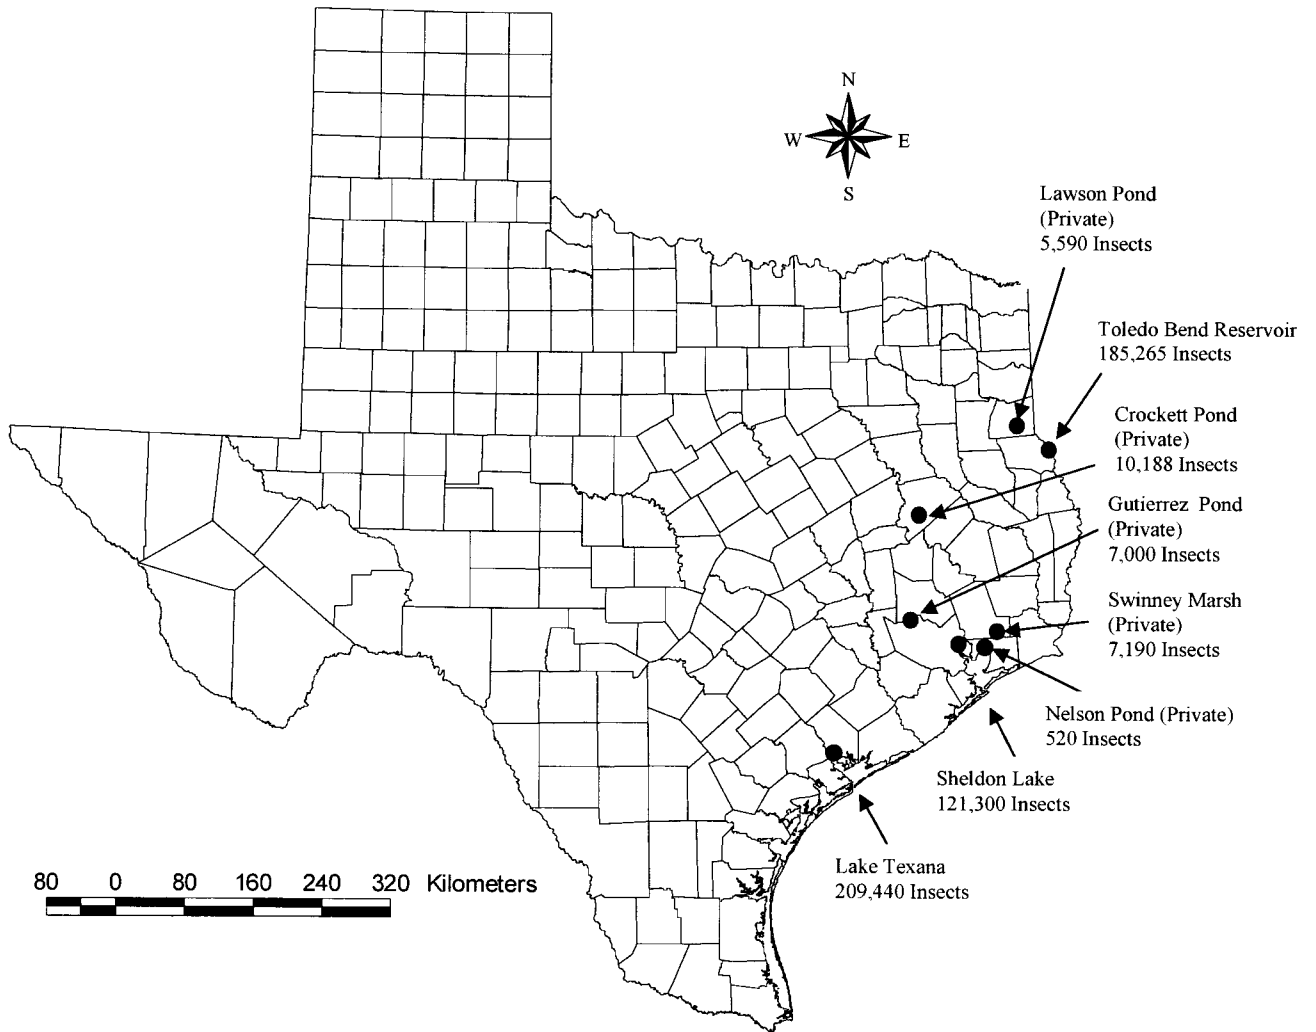 N
W E
S
Lawson Pond
(Private)
5,590 Insects
Toledo Bend Reservoir
185,265 Insects
Crockett Pond
(Private)
10,188 Insects
Gutierrez Pond
(Private)
7,000 Insects
Swinney Marsh
(Private)
7,190 Insects
Nelson Pond (Private)
520 Insects
Sheldon Lake
121,300 Insects
Lake Texana
209,440 Insects
80 0 80 160 240 320 Kilometers